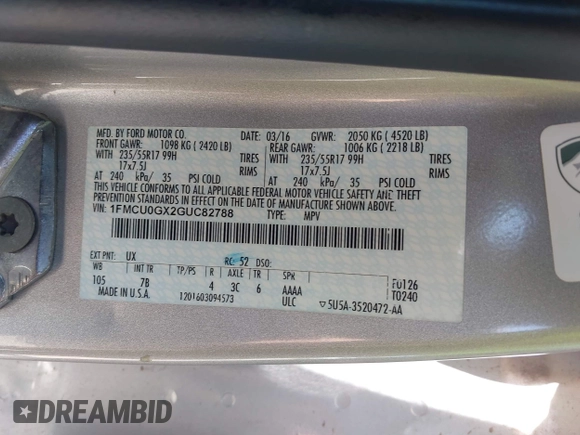 MFD. BY FORD MOTOR CO. 03/16 GVWR: 2050 KG ( 4520 LB)
FRONT GAWR: 1098 KG ( 2420 LB) REAR GAWR: 1006 KG ( 2218 LB)
WITH 235/55R17 99H TIRES WITH 235/55R17 99H TIRES
17x7.5J RIMS 17x7.5J RIMS
AT 240 kPa/ 35 PSI COLD AT 240 kPa/ 35 PSI COLD
THIS VEHICLE CONFORMS TO ALL APPLICABLE FEDERAL MOTOR VEHICLE SAFETY AND THEFT PREVENTION STANDARDS IN EFFECT ON THE DATE OF MANUFACTURE SHOWN ABOVE.
VIN: 1FMCU0GX2GUC82788 TYPE: MPV
EXT PNT: UX RC: 52 DSO:
WB INT TR TP/PS R AXLE TR SPR
105 7B 4 3C 6 AAAA
ULC
F0126
T0240
MADE IN U.S.A. 1201603094573 5U5A-3520472-AA
DREAMBID